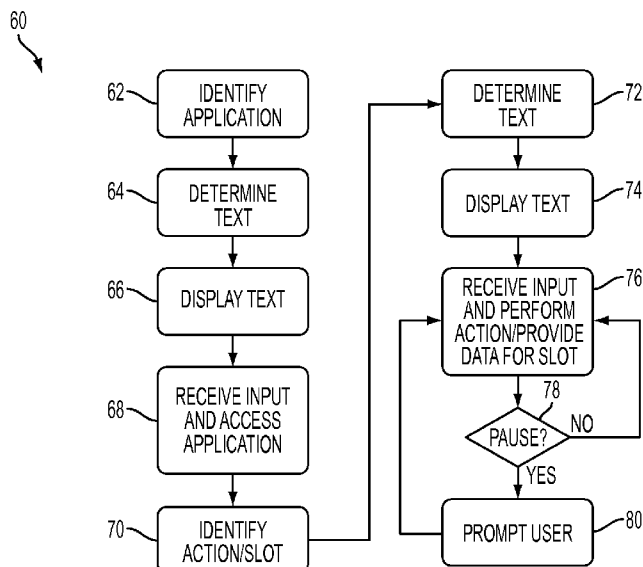 60
62
IDENTIFY
APPLICATION
64
DETERMINE
TEXT
66
DISPLAY TEXT
68
RECEIVE INPUT
AND ACCESS
APPLICATION
70
IDENTIFY
ACTION/SLOT
DETERMINE
TEXT
72
DISPLAY TEXT
74
RECEIVE INPUT
AND PERFORM
ACTION/PROVIDE
DATA FOR SLOT
76
78
PAUSE?
NO
YES
PROMPT USER
80